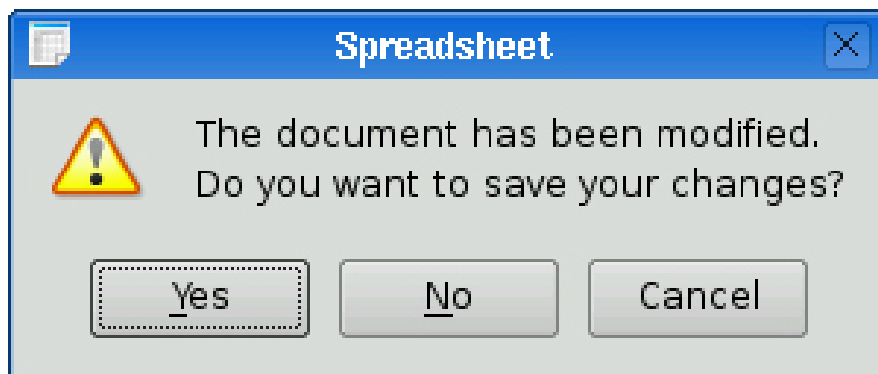 Spreadsheet
The document has been modified.
Do you want to save your changes?
Yes
No
Cancel